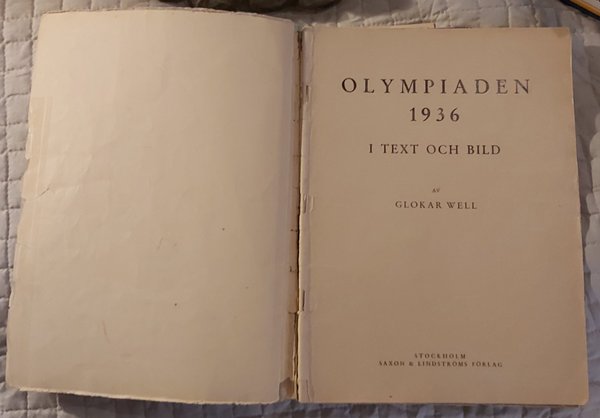 OLYMPIADEN
1936
I TEXT OCH BILD
AV
GLOKAR WELL
STOCKHOLM
SAXON & LINDSTRÖMS FÖRLAG